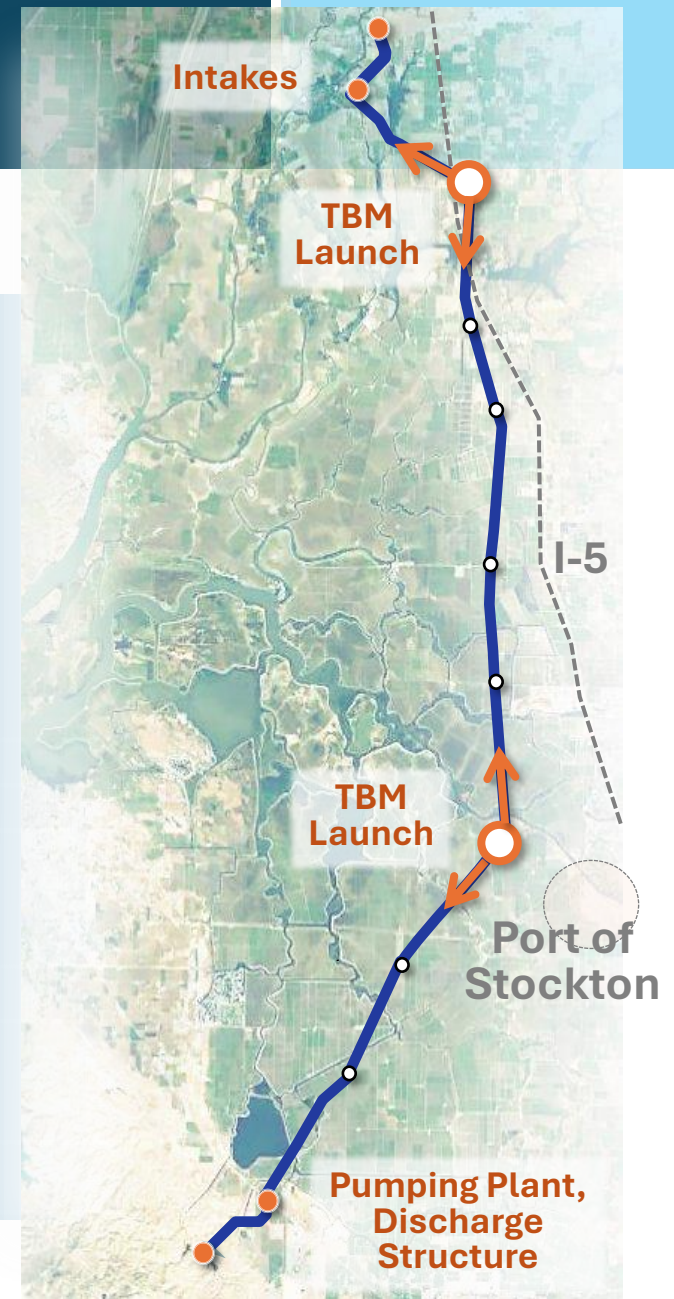 Intakes
TBM
Launch
I-5
TBM
Launch
Port of
Stockton
Pumping Plant,
Discharge
Structure